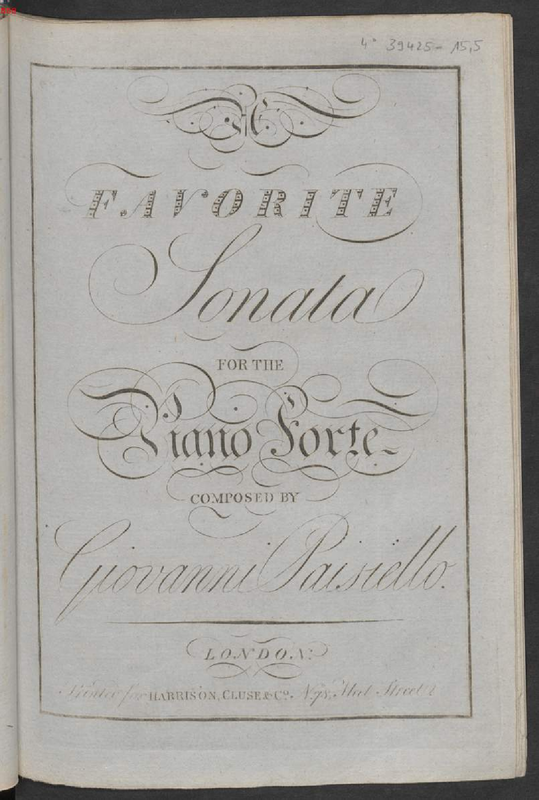 4° 39425-15,5
A
FAVORITE
Sonata
FOR THE
Piano Forte
COMPOSED BY
Giovanni Paisiello.
LONDON:
Printed for HARRISON, CLUSE & Co. No 78, Fleet Street